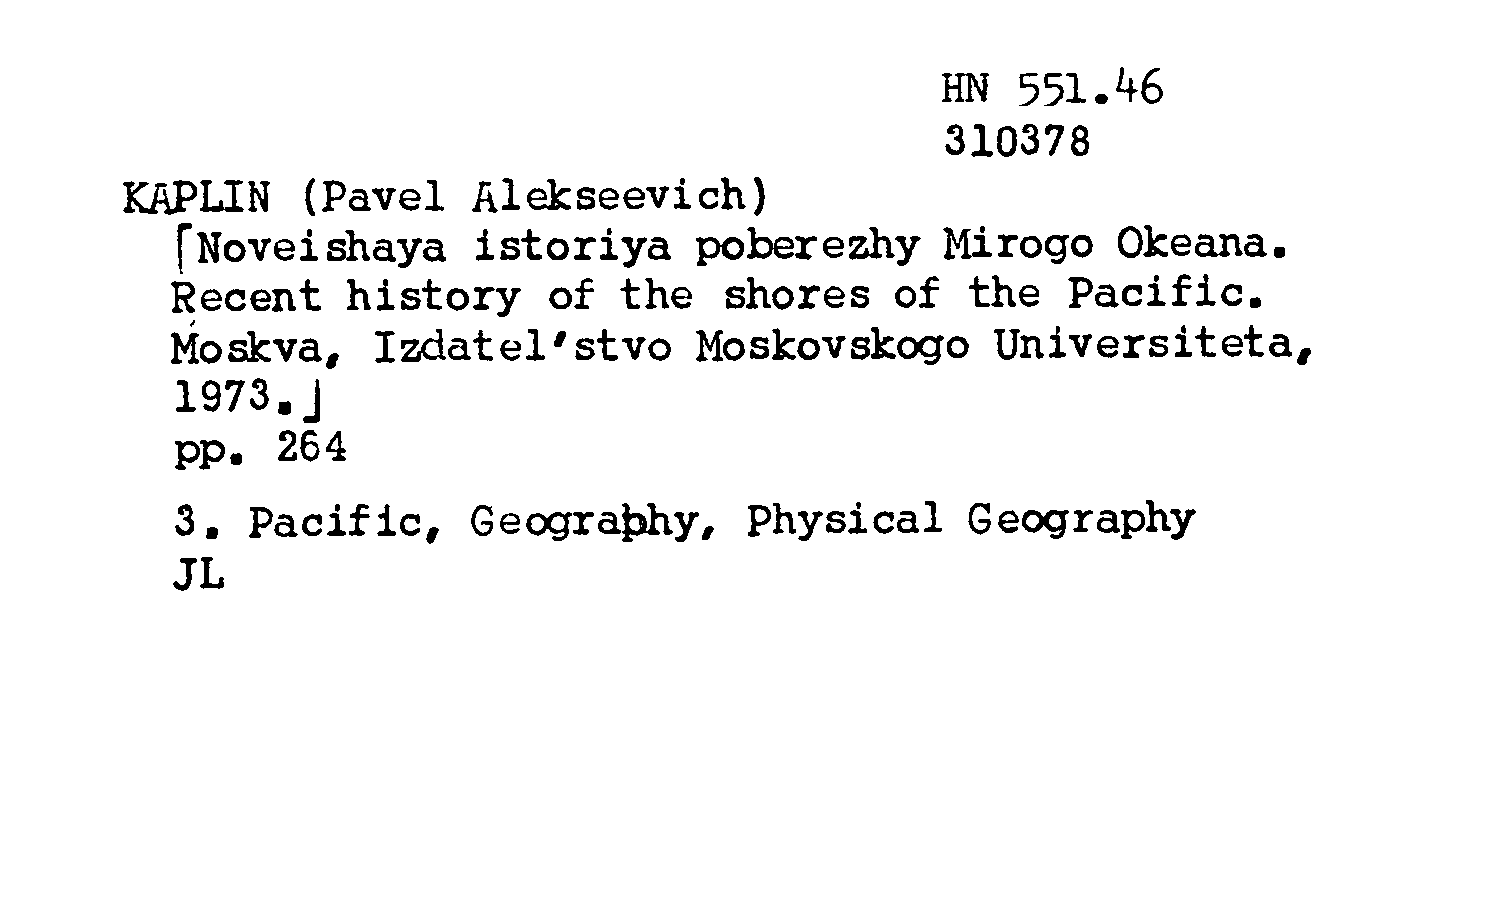 HN 551.46
310378
KAPLIN (Pavel Alekseevich)
⌈Noveishaya istoriya poberezhy Mirogo Okeana.
Recent history of the shores of the Pacific.
Moskva, Izdatel'stvo Moskovskogo Universiteta,
1973.⌋
pp. 264
3. Pacific, Geography, Physical Geography
JL